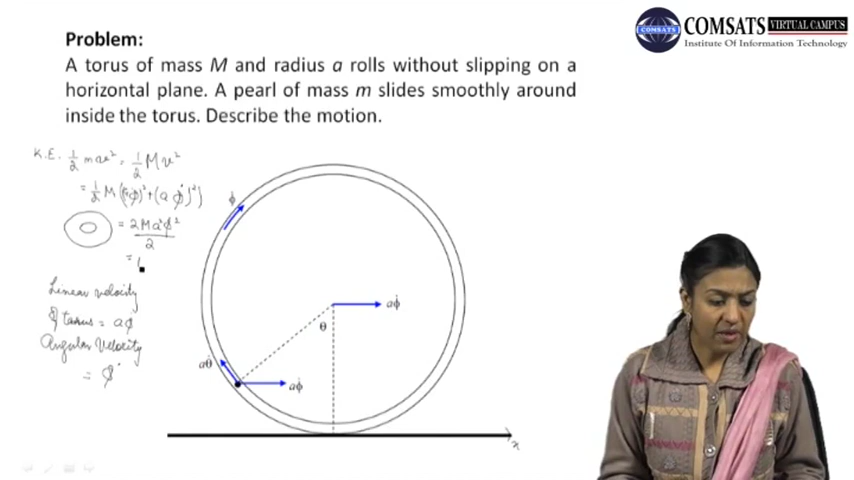 COMSATS VIRTUAL CAMPUS
COMSATS
Institute Of Information Technology
Problem:
A torus of mass M and radius a rolls without slipping on a
horizontal plane. A pearl of mass m slides smoothly around
inside the torus. Describe the motion.
K.E. 1/2 mv² = 1/2 M v²
= 1/2 M ((aφ̇)² + (a φ̇)²)
= 2Ma²φ̇²/2
=
Linear velocity
of torus = aφ̇
Angular Velocity
= φ̇
φ̇
aφ̇
θ
aθ̇
aφ̇
x